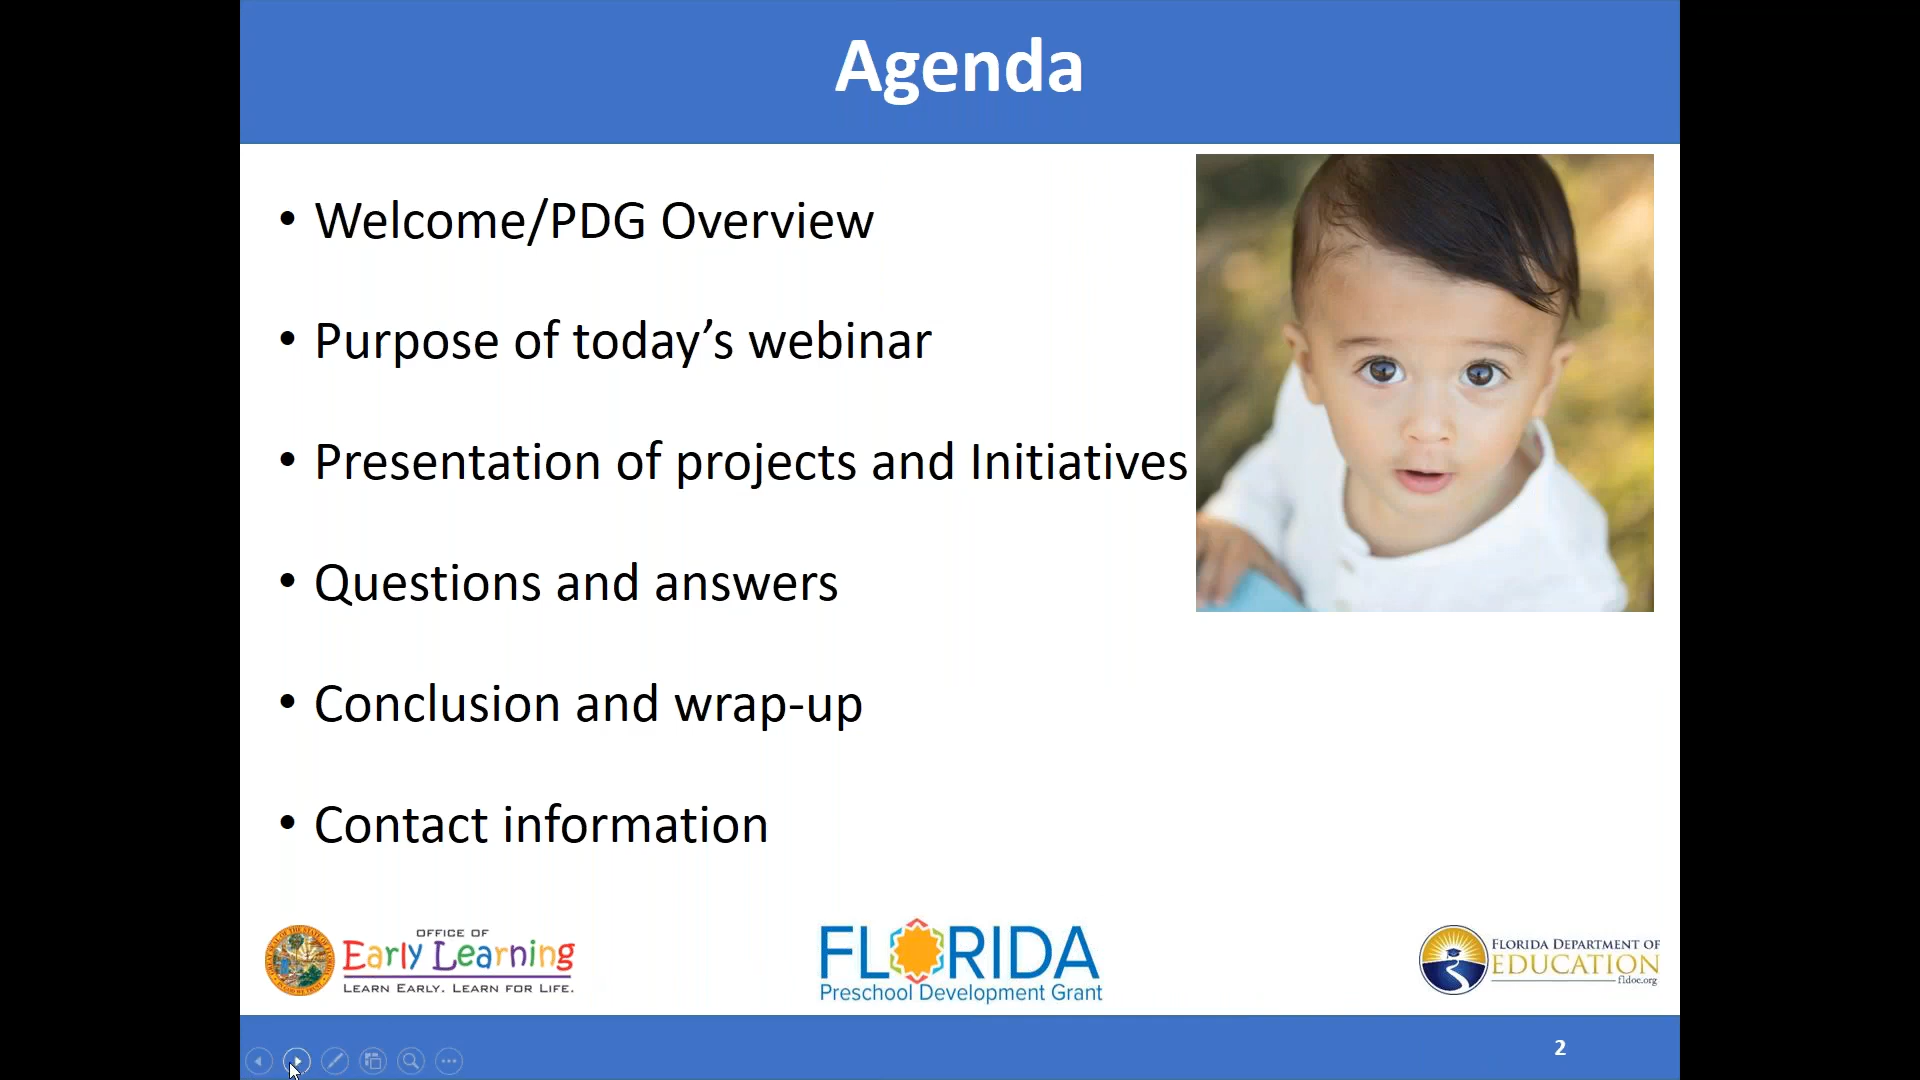 Agenda
• Welcome/PDG Overview
• Purpose of today’s webinar
• Presentation of projects and Initiatives
• Questions and answers
• Conclusion and wrap-up
• Contact information
OFFICE OF
Early Learning
LEARN EARLY. LEARN FOR LIFE.
FLORIDA
Preschool Development Grant
FLORIDA DEPARTMENT OF
EDUCATION
fldoe.org
2